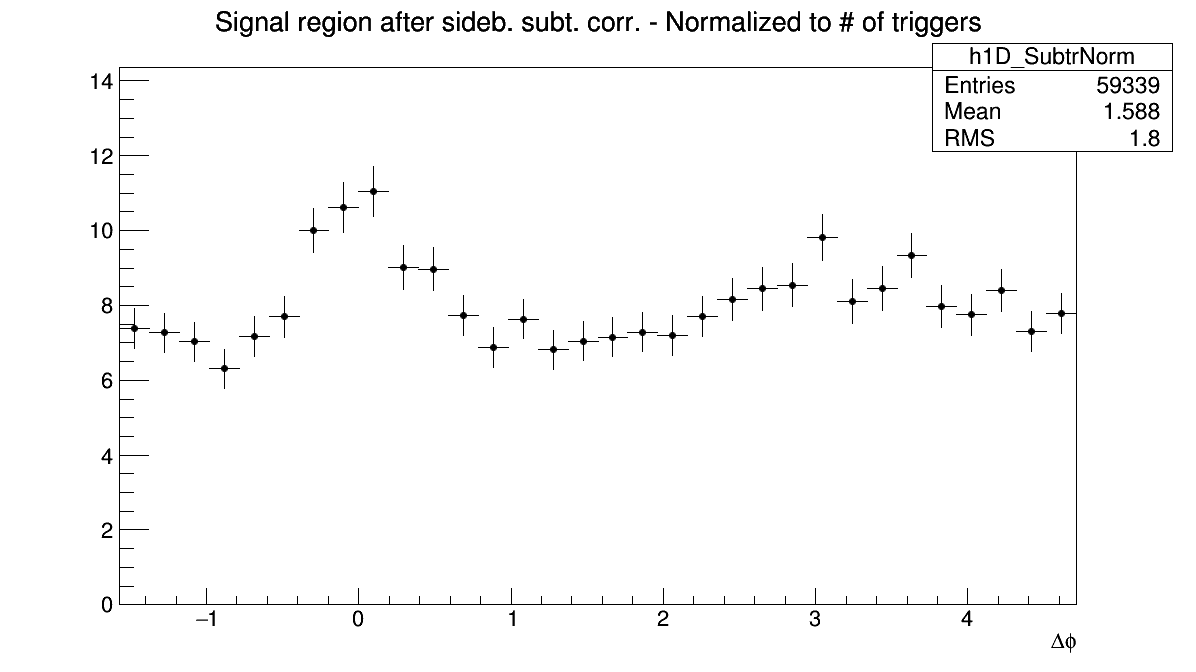 Signal region after sideb. subt. corr. - Normalized to # of triggers
h1D_SubtrNorm
Entries 59339
Mean 1.588
RMS 1.8
14
12
10
8
6
4
2
0
−1 0 1 2 3 4
Δϕ